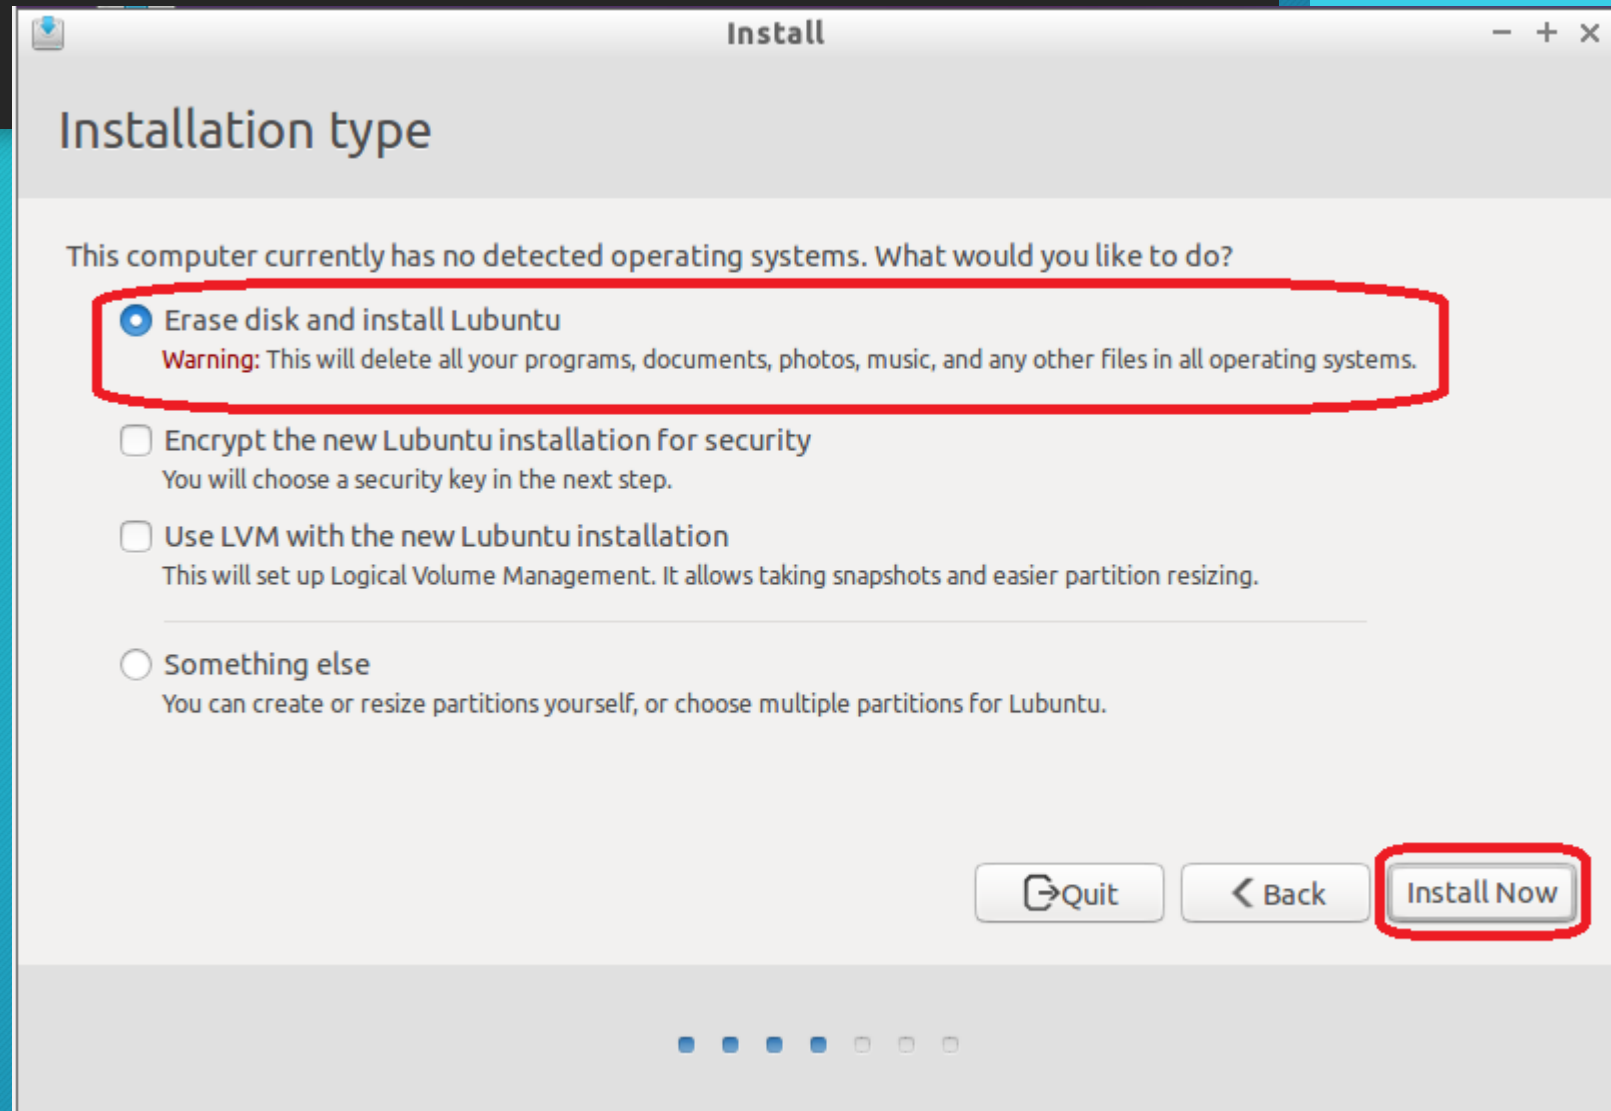 Install
Installation type
This computer currently has no detected operating systems. What would you like to do?
Erase disk and install Lubuntu
Warning: This will delete all your programs, documents, photos, music, and any other files in all operating systems.
Encrypt the new Lubuntu installation for security
You will choose a security key in the next step.
Use LVM with the new Lubuntu installation
This will set up Logical Volume Management. It allows taking snapshots and easier partition resizing.
Something else
You can create or resize partitions yourself, or choose multiple partitions for Lubuntu.
Quit
Back
Install Now